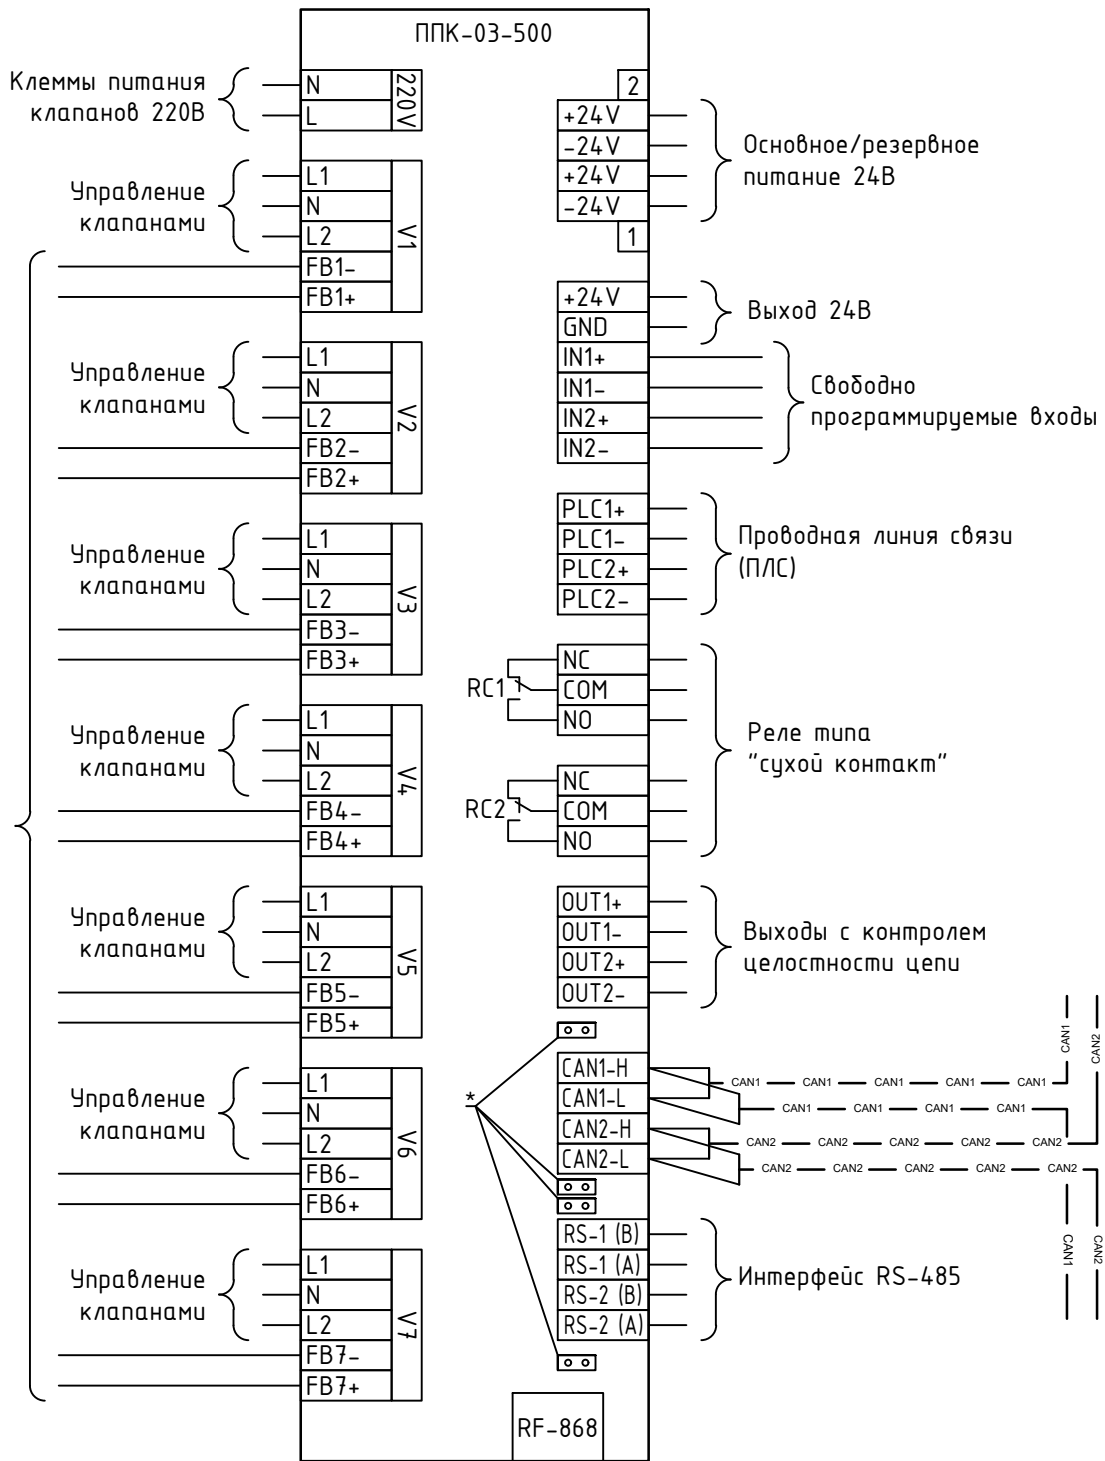 ППК-03-500
Клеммы питания
клапанов 220В
N
L
220V
Управление
клапанами
L1
N
L2
FB1-
FB1+
V1
Управление
клапанами
L1
N
L2
FB2-
FB2+
V2
Управление
клапанами
L1
N
L2
FB3-
FB3+
V3
Управление
клапанами
L1
N
L2
FB4-
FB4+
V4
Управление
клапанами
L1
N
L2
FB5-
FB5+
V5
Управление
клапанами
L1
N
L2
FB6-
FB6+
V6
Управление
клапанами
L1
N
L2
FB7-
FB7+
V7
2
+24V
-24V
+24V
-24V
1
Основное/резервное
питание 24В
+24V
GND
Выход 24В
IN1+
IN1-
IN2+
IN2-
Свободно
программируемые входы
PLC1+
PLC1-
PLC2+
PLC2-
Проводная линия связи
(ПЛС)
RC1
NC
COM
NO
RC2
NC
COM
NO
Реле типа
"сухой контакт"
OUT1+
OUT1-
OUT2+
OUT2-
Выходы с контролем
целостности цепи
*
CAN1-H
CAN1-L
CAN2-H
CAN2-L
CAN1 CAN1 CAN1 CAN1 CAN1
CAN1 CAN1 CAN1 CAN1
CAN2 CAN2 CAN2 CAN2 CAN2
CAN2 CAN2 CAN2 CAN2 CAN2
CAN1
CAN2
CAN1
CAN2
RS-1 (B)
RS-1 (A)
RS-2 (B)
RS-2 (A)
Интерфейс RS-485
RF-868